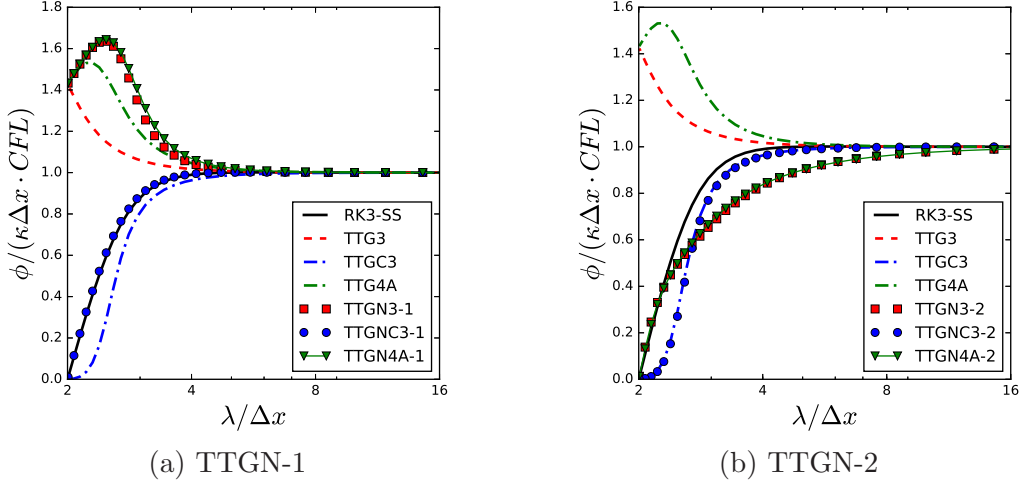 1.8
1.6
1.4
1.2
1.0
0.8
0.6
0.4
0.2
0.0
2
4
8
16
ϕ/(κΔx · CFL)
λ/Δx
RK3-SS
TTG3
TTGC3
TTG4A
TTGN3-1
TTGNC3-1
TTGN4A-1
(a) TTGN-1
1.6
1.4
1.2
1.0
0.8
0.6
0.4
0.2
0.0
2
4
8
16
ϕ/(κΔx · CFL)
λ/Δx
RK3-SS
TTG3
TTGC3
TTG4A
TTGN3-2
TTGNC3-2
TTGN4A-2
(b) TTGN-2